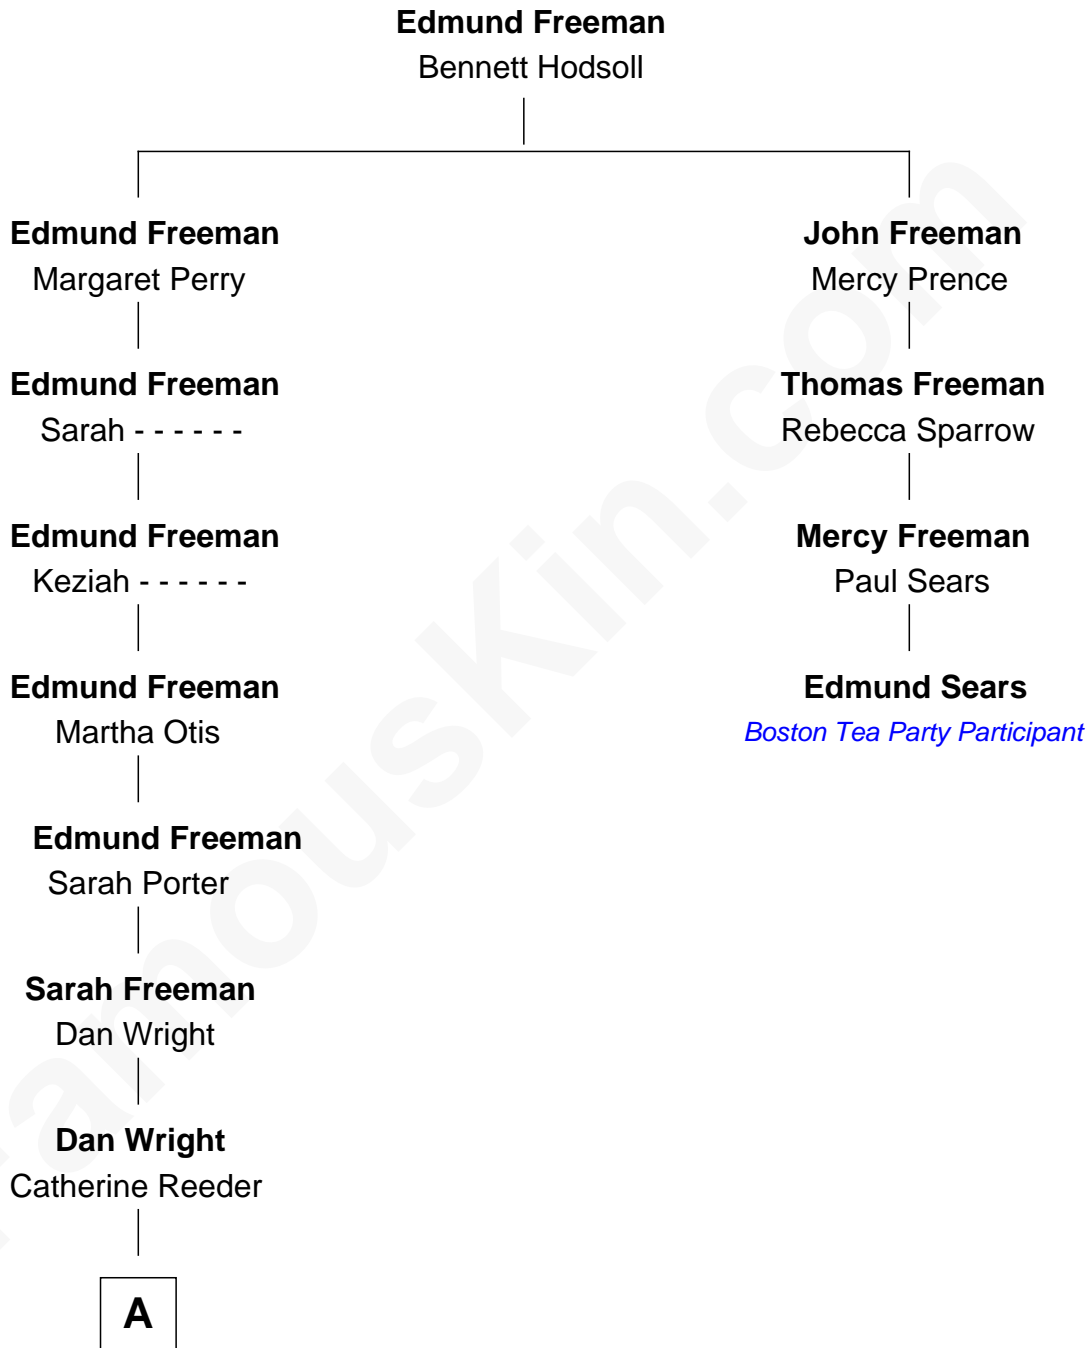 Edmund Freeman
Bennett Hodsoll
Edmund Freeman
Margaret Perry
John Freeman
Mercy Prence
Edmund Freeman
Sarah - - - - - -
Thomas Freeman
Rebecca Sparrow
Edmund Freeman
Keziah - - - - - -
Mercy Freeman
Paul Sears
Edmund Freeman
Martha Otis
Edmund Sears
Boston Tea Party Participant
Edmund Freeman
Sarah Porter
Sarah Freeman
Dan Wright
Dan Wright
Catherine Reeder
A
FamousKin.com